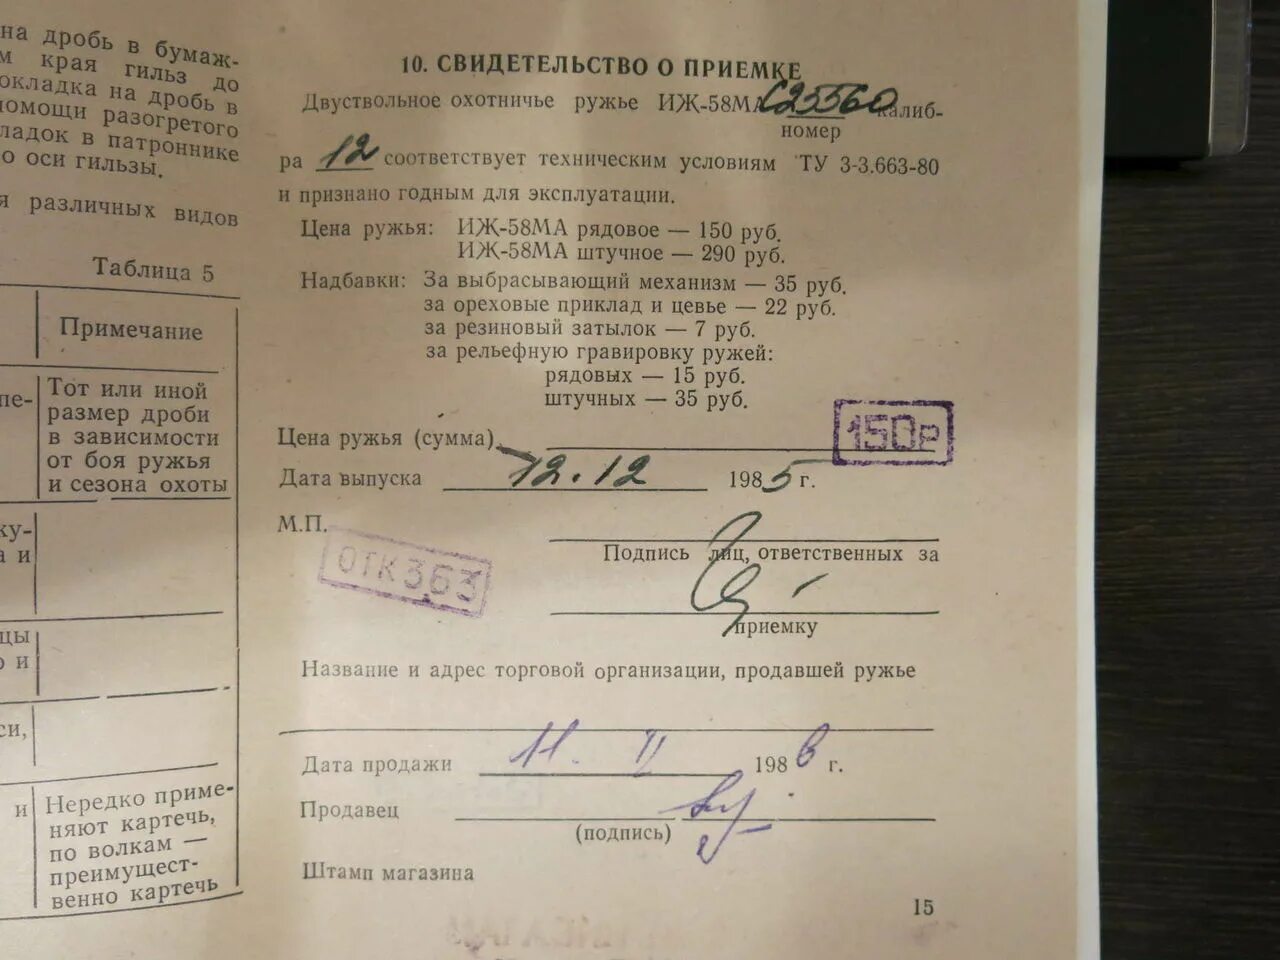 на дробь в бумаж-
м края гильз до
окладка на дробь в
помощи разогретого
ладок в патроннике
о оси гильзы.
я различных видов
Таблица 5
Примечание
пе-
Тот или иной
размер дроби
в зависимости
от боя ружья
и сезона охоты
ку-
а и
цы
о и
си,
и
Нередко приме-
няют картечь,
по волкам —
преимущест-
венно картечь
10. СВИДЕТЕЛЬСТВО О ПРИЕМКЕ
Двуствольное охотничье ружье ИЖ-58МА С25560 калиб-
номер
ра 12 соответствует техническим условиям ТУ 3-3.663-80
и признано годным для эксплуатации.
Цена ружья: ИЖ-58МА рядовое — 150 руб.
ИЖ-58МА штучное — 290 руб.
Надбавки: За выбрасывающий механизм — 35 руб.
за ореховые приклад и цевье — 22 руб.
за резиновый затылок — 7 руб.
за рельефную гравировку ружей:
рядовых — 15 руб.
штучных — 35 руб.
Цена ружья (сумма) 150Р
Дата выпуска 12.12 1985 г.
М.П.
ОТК 363
Подпись лиц, ответственных за
приемку
Название и адрес торговой организации, продавшей ружье
Дата продажи 11. II 1986 г.
Продавец
(подпись)
Штамп магазина
15